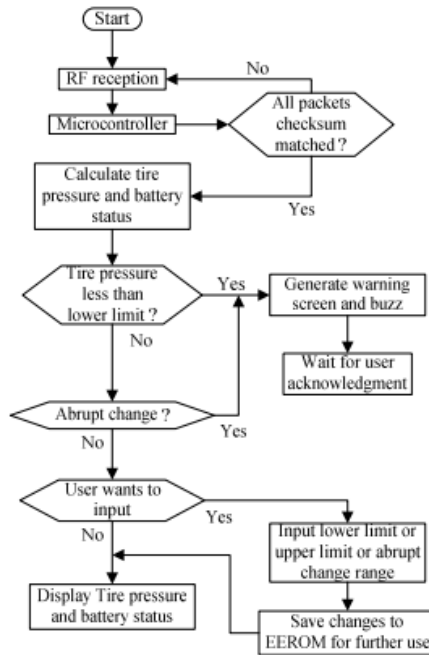 Start
RF reception
No
Microcontroller
All packets
checksum
matched ?
Calculate tire
pressure and battery
status
Yes
Tire pressure
less than
lower limit ?
Yes
Generate warning
screen and buzz
No
Wait for user
acknowledgment
Abrupt change ?
Yes
No
User wants to
input
Yes
No
Input lower limit or
upper limit or abrupt
change range
Display Tire pressure
and battery status
Save changes to
EEROM for further use